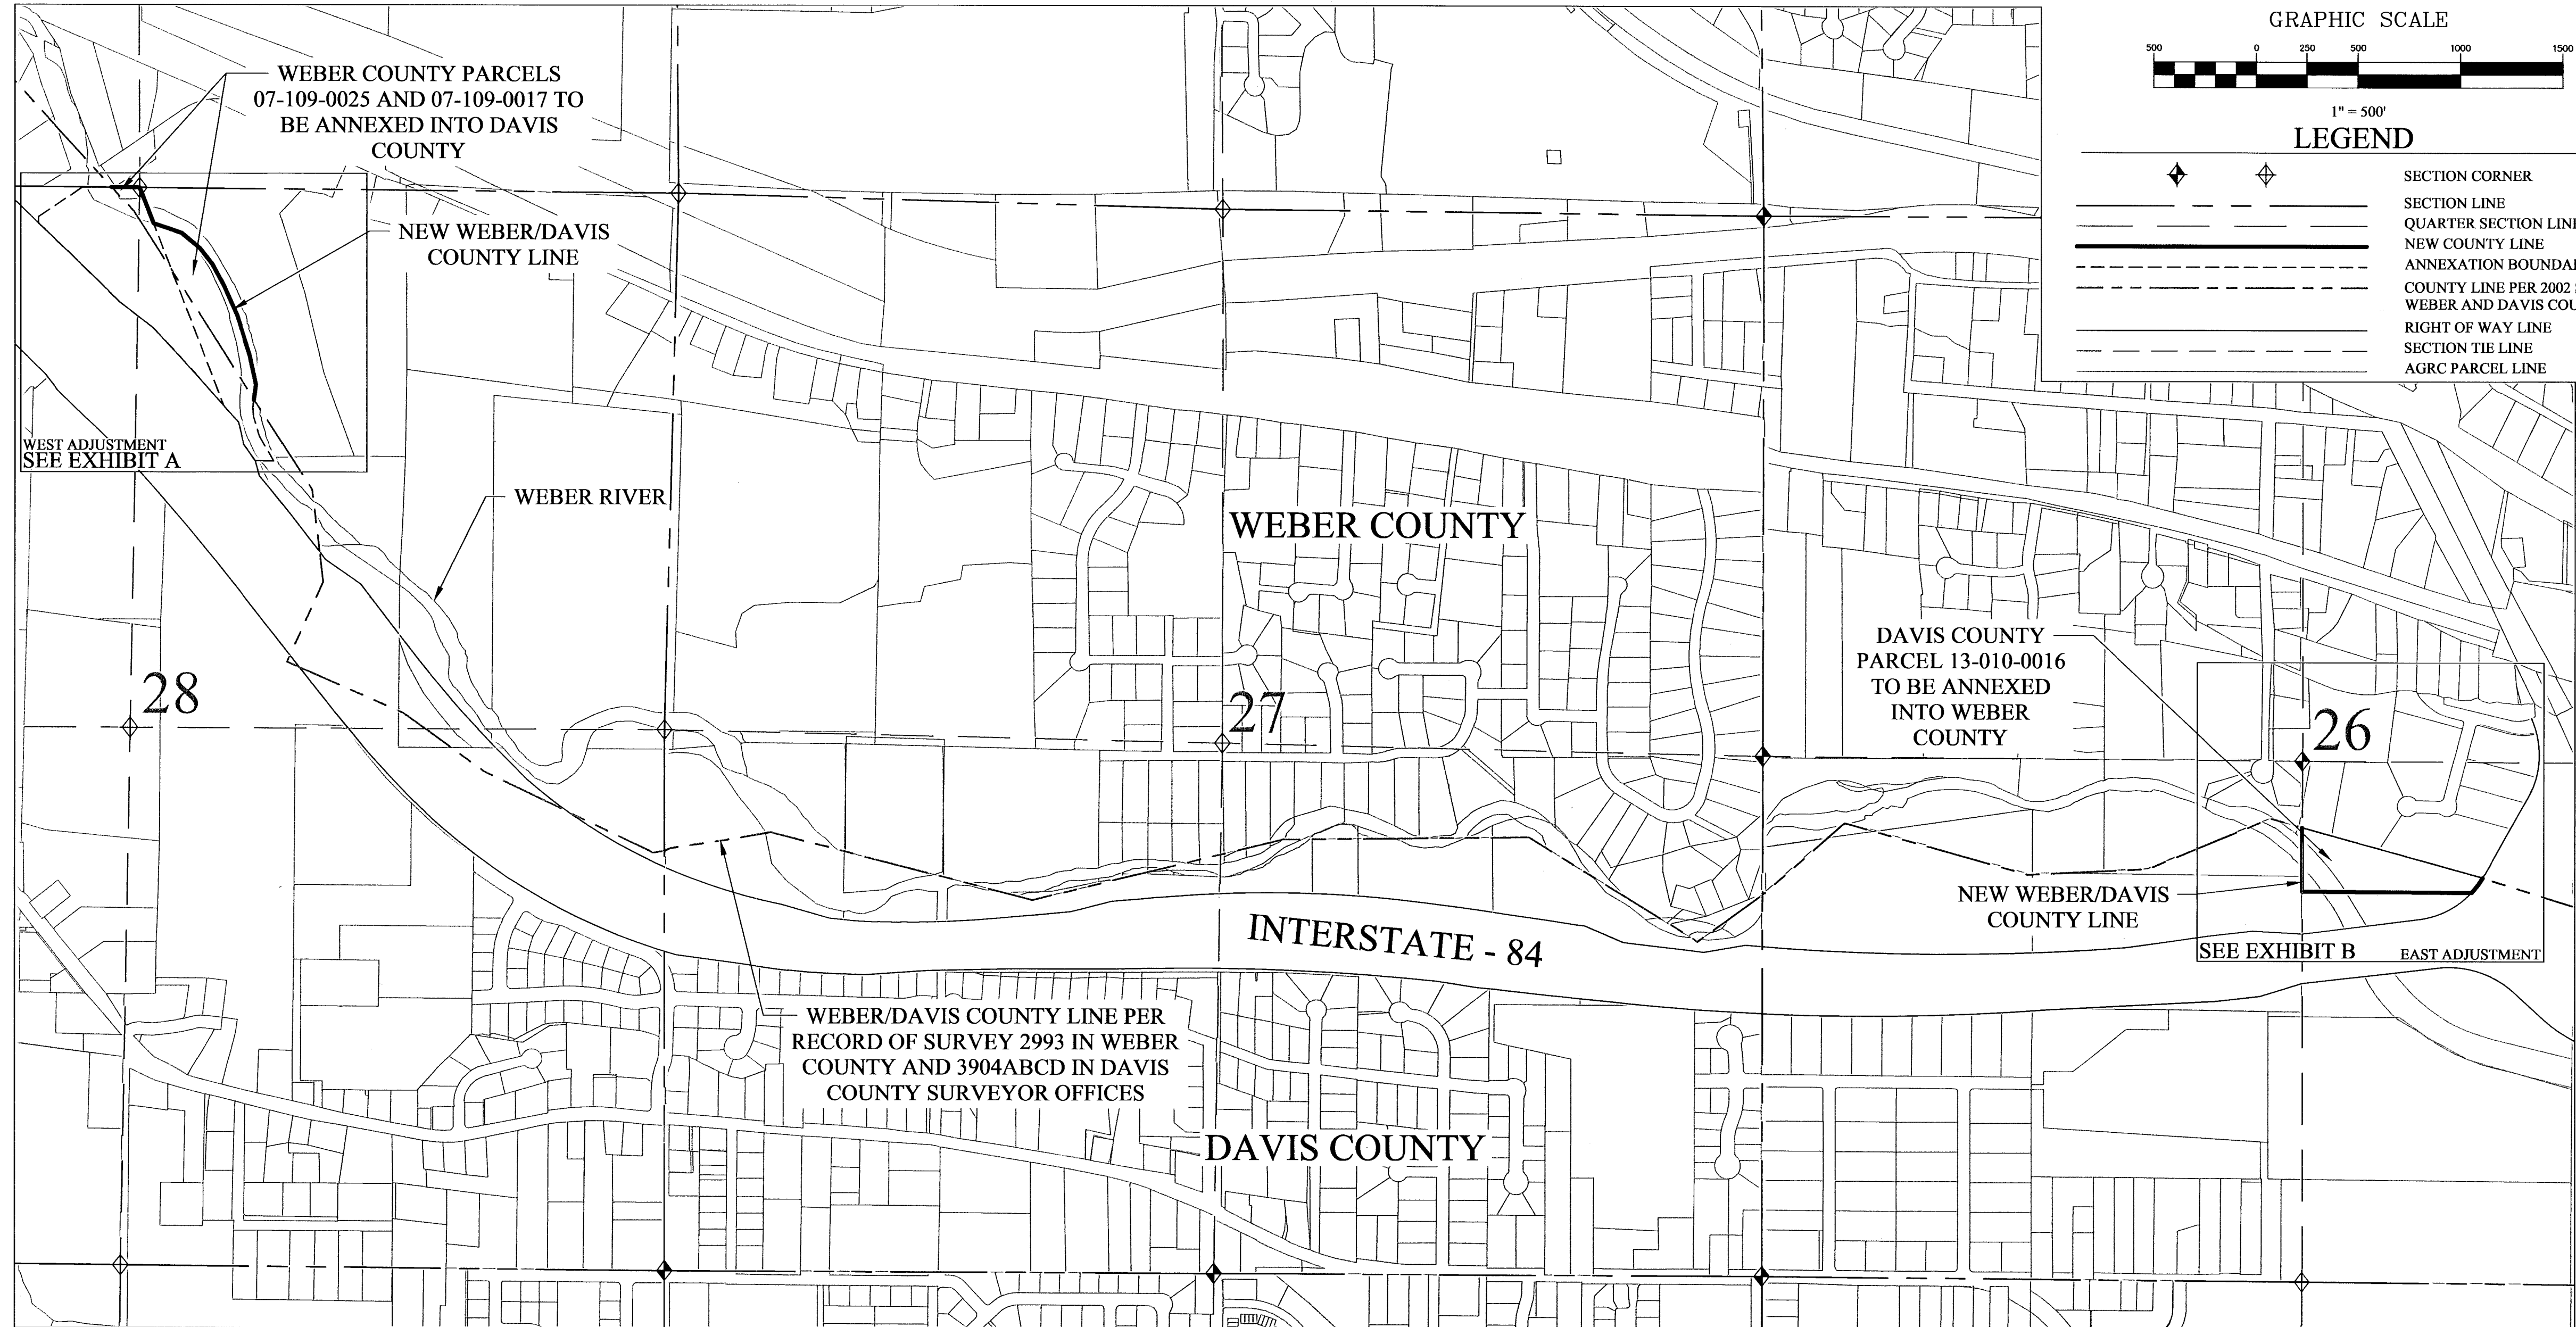 GRAPHIC SCALE
500 0 250 500 1000 1500
1" = 500'
LEGEND
SECTION CORNER
SECTION LINE
QUARTER SECTION LINE
NEW COUNTY LINE
ANNEXATION
COUNTY LINE PER 2002
WEBER AND DAVIS
RIGHT OF WAY LINE
SECTION TIE LINE
AGRC PARCEL LINE
WEBER COUNTY PARCELS
07-109-0025 AND 07-109-0017 TO
BE ANNEXED INTO DAVIS
COUNTY
NEW WEBER/DAVIS
COUNTY LINE
WEST ADJUSTMENT
SEE EXHIBIT A
WEBER RIVER
WEBER COUNTY
28
27
26
DAVIS COUNTY
PARCEL 13-010-0016
TO BE ANNEXED
INTO WEBER
COUNTY
NEW WEBER/DAVIS
COUNTY LINE
SEE EXHIBIT B
EAST ADJUSTMENT
INTERSTATE - 84
WEBER/DAVIS COUNTY LINE PER
RECORD OF SURVEY 2993 IN WEBER
COUNTY AND 3904ABCD IN DAVIS
COUNTY SURVEYOR OFFICES
DAVIS COUNTY